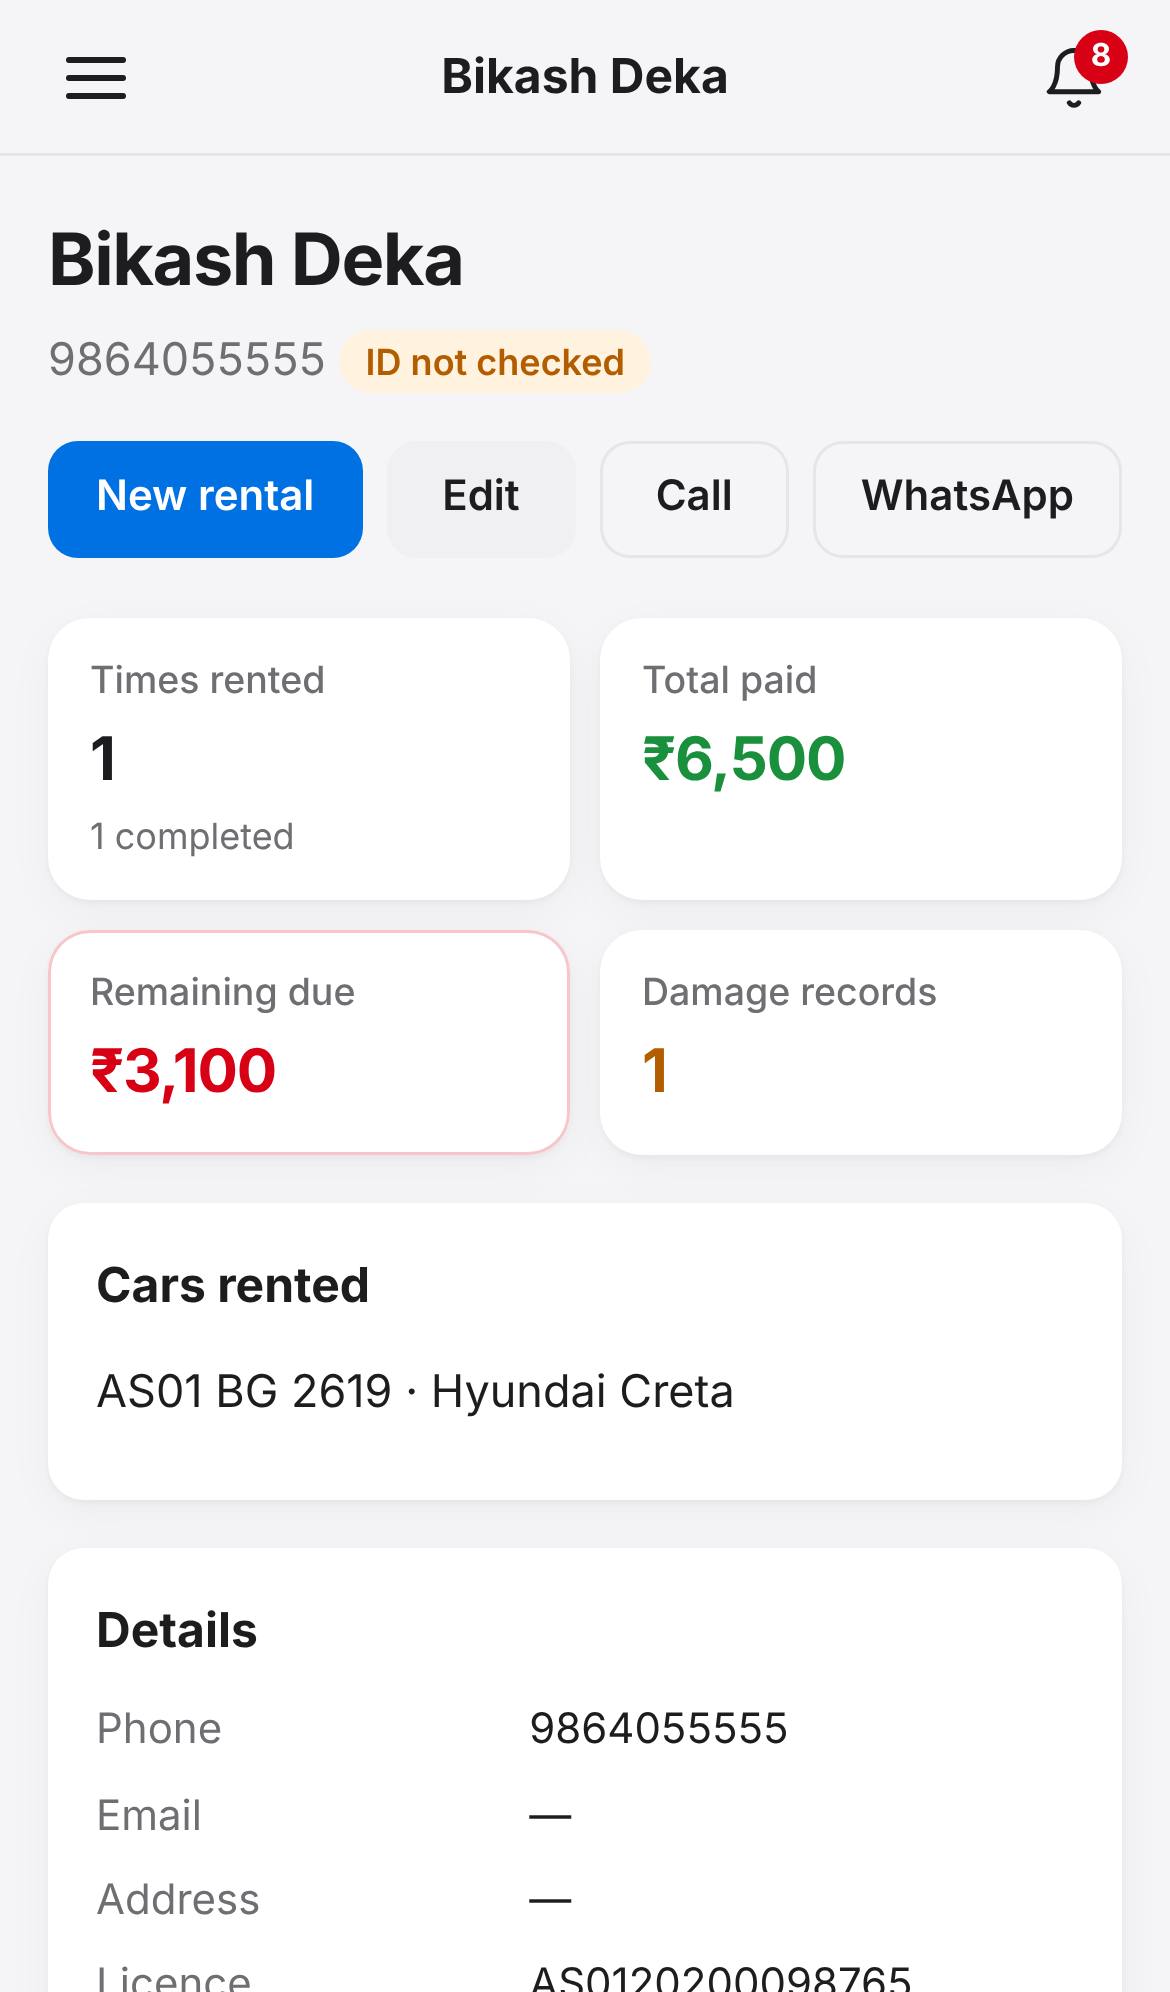 Bikash Deka
8
Bikash Deka
9864055555 ID not checked
New rental Edit Call WhatsApp
Times rented
1
1 completed
Total paid
₹6,500
Remaining due
₹3,100
Damage records
1
Cars rented
AS01 BG 2619 · Hyundai Creta
Details
Phone 9864055555
Email —
Address —
Licence AS0120200098765